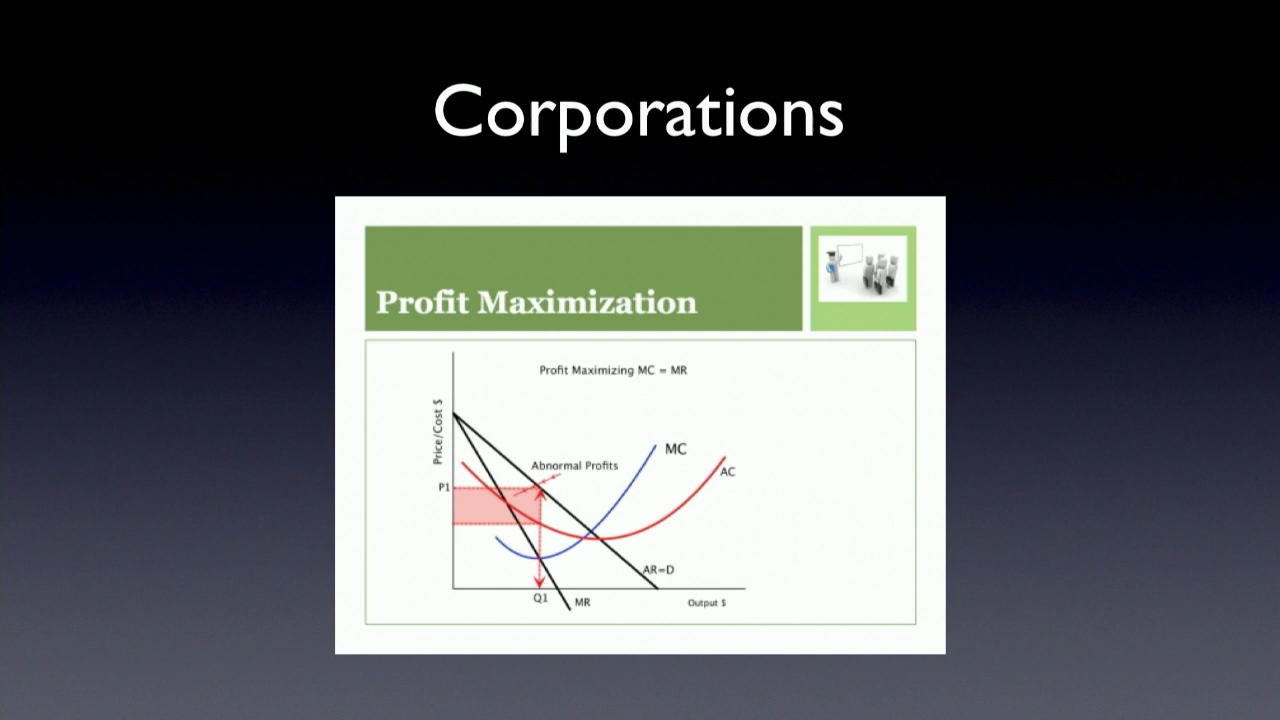 Corporations
Profit Maximization
Profit Maximizing MC = MR
Price/Cost $
MC
Abnormal Profits
AC
P1
AR=D
Q1
MR
Output $